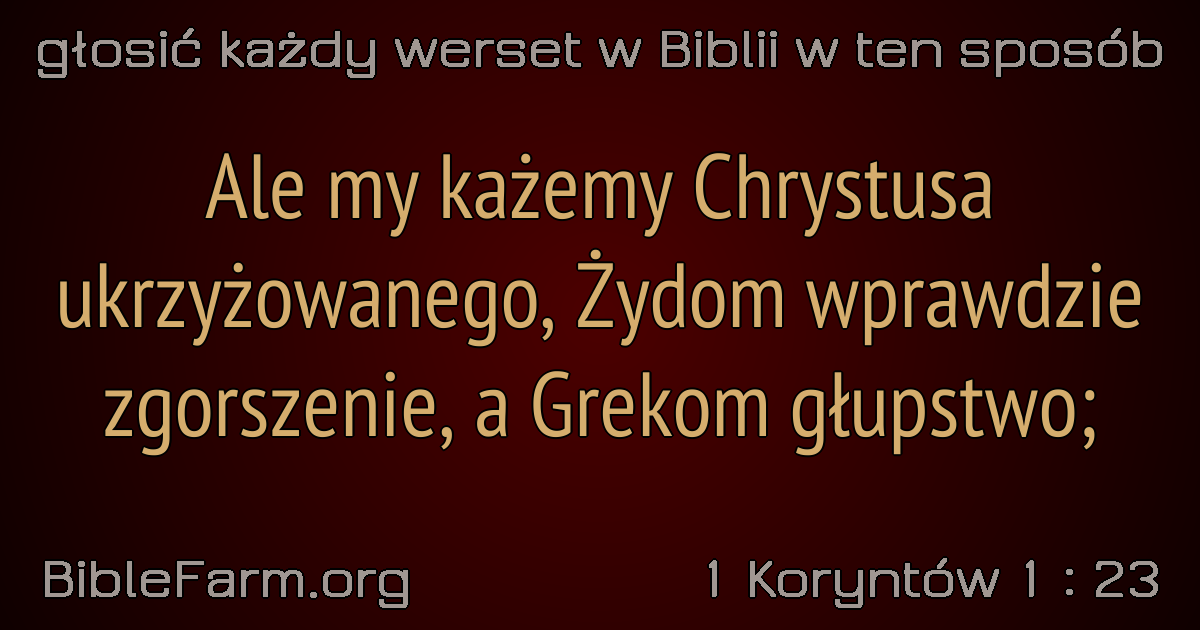 głosić każdy werset w Biblii w ten sposób
Ale my każemy Chrystusa
ukrzyżowanego, Żydom wprawdzie
zgorszenie, a Grekom głupstwo;
BibleFarm.org
1 Koryntów 1 : 23